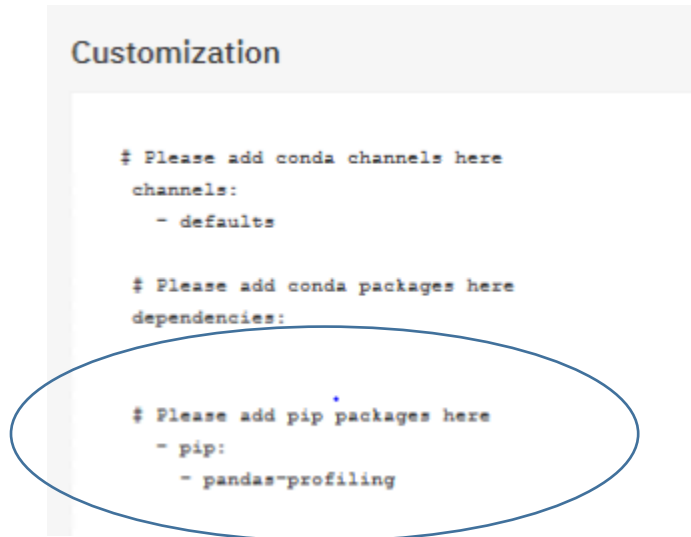 Customization
# Please add conda channels here
channels:
- defaults
# Please add conda packages here
dependencies:
# Please add pip packages here
- pip:
- pandas-profiling